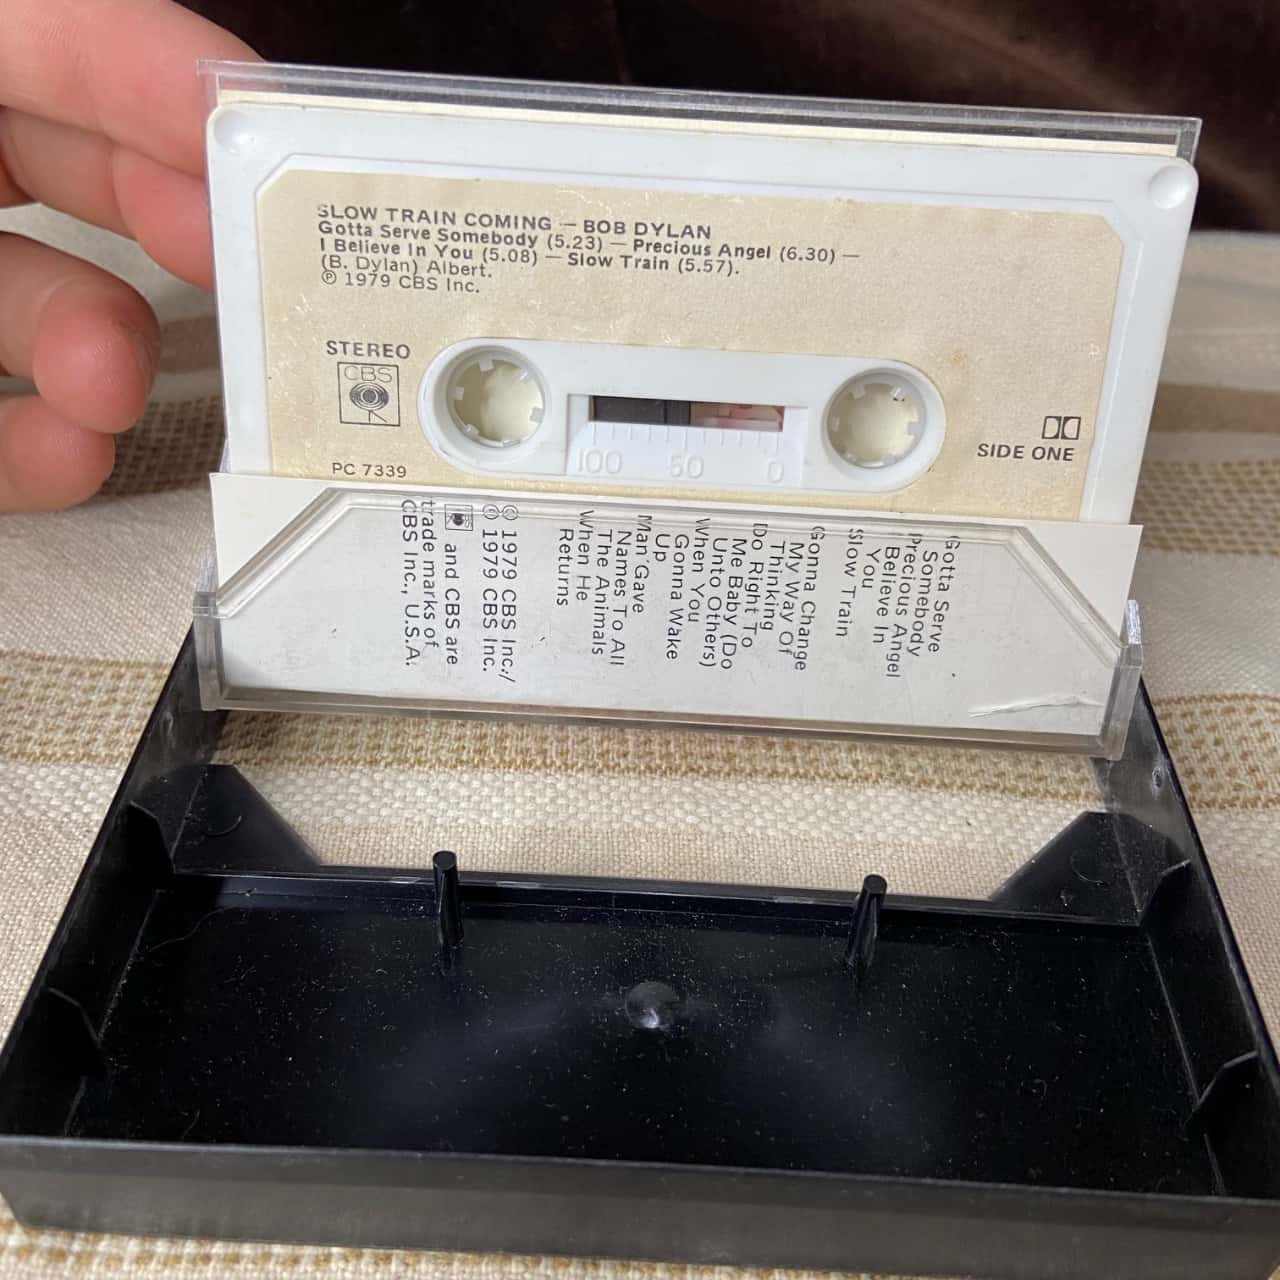 SLOW TRAIN COMING — BOB DYLAN
Gotta Serve Somebody (5.23) — Precious Angel (6.30) —
I Believe In You (5.08) — Slow Train (5.57).
(B. Dylan) Albert.
℗ 1979 CBS Inc.
STEREO
CBS
PC 7339
100 50 0
SIDE ONE
Gotta Serve
Somebody
Precious Angel
Believe In
You
Slow Train
Gonna Change
My Way Of
Thinking
Do Right To
Me Baby (Do
Unto Others)
When You
Gonna Wake
Up
Man Gave
Names To All
The Animals
When He
Returns
© 1979 CBS Inc./
℗ 1979 CBS Inc.
CBS and CBS are
trade marks of
CBS Inc., U.S.A.